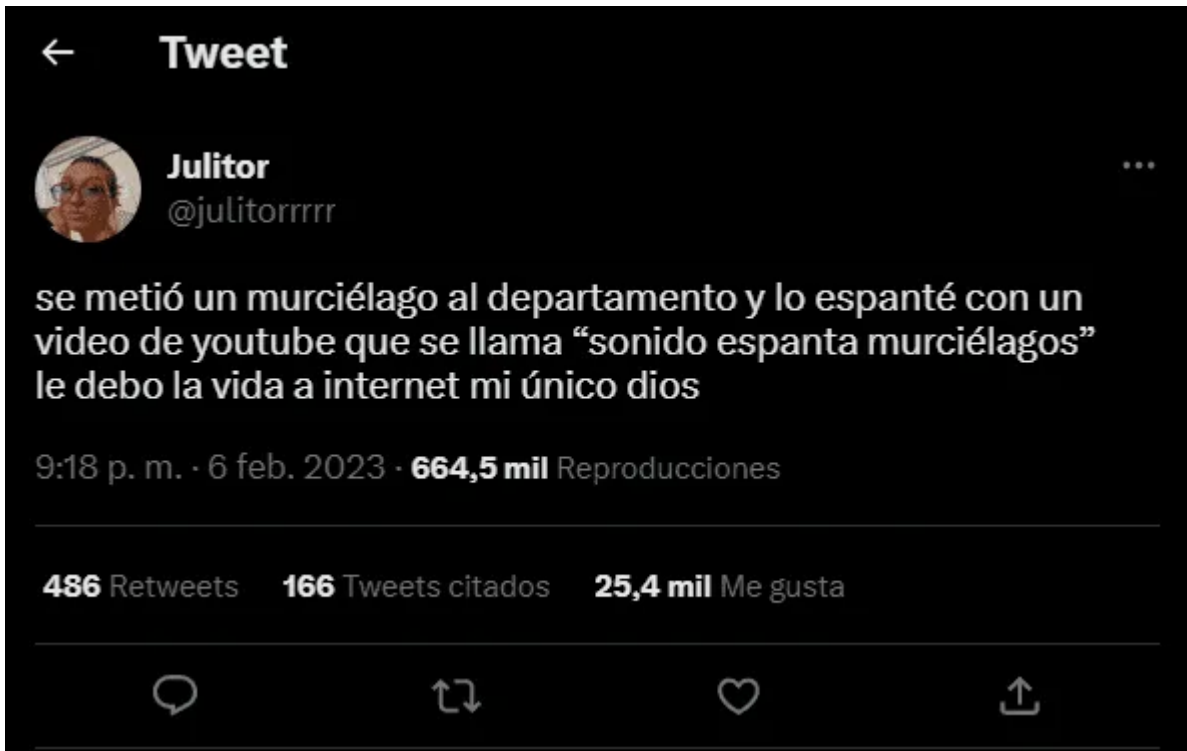 Tweet
Julitor
@julitorrrrr
se metió un murciélago al departamento y lo espanté con un
video de youtube que se llama “sonido espanta murciélagos”
le debo la vida a internet mi único dios
9:18 p. m. · 6 feb. 2023 · 664,5 mil Reproducciones
486 Retweets 166 Tweets citados 25,4 mil Me gusta